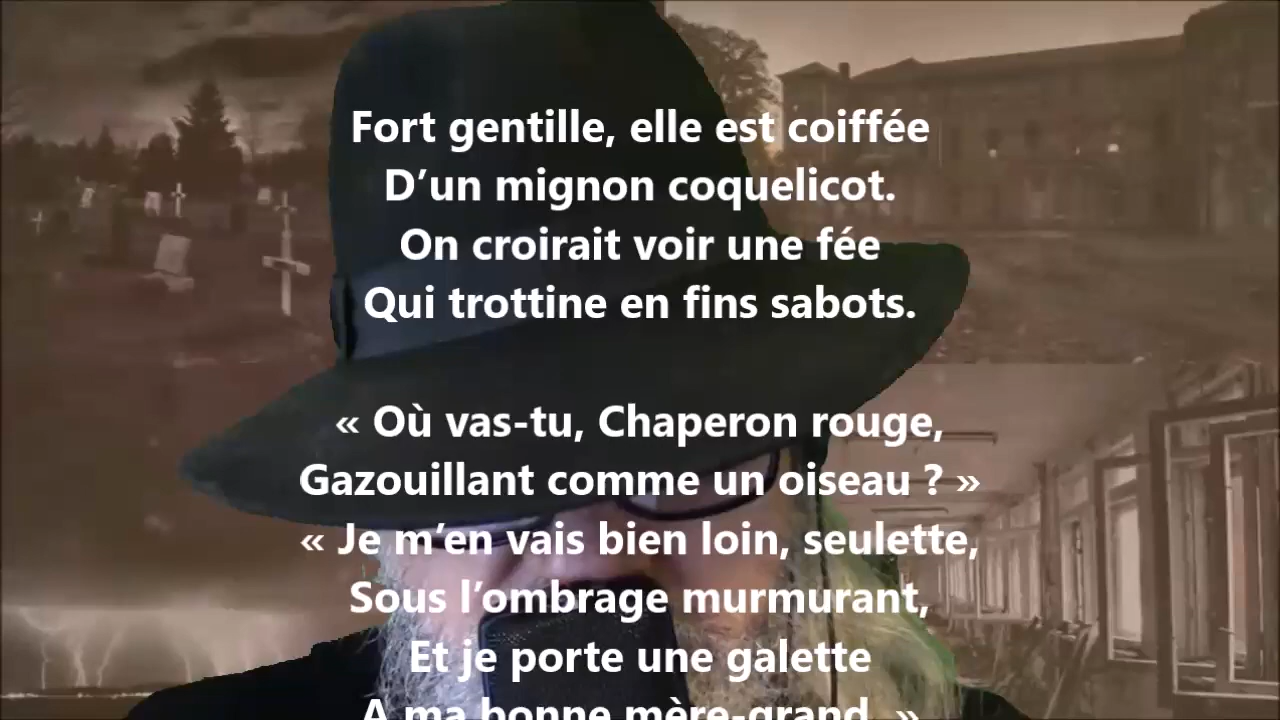 Fort gentille, elle est coiffée
D’un mignon coquelicot.
On croirait voir une fée
Qui trottine en fins sabots.
« Où vas-tu, Chaperon rouge,
Gazouillant comme un oiseau ? »
« Je m’en vais bien loin, seulette,
Sous l’ombrage murmurant,
Et je porte une galette
A ma bonne mère-grand. »